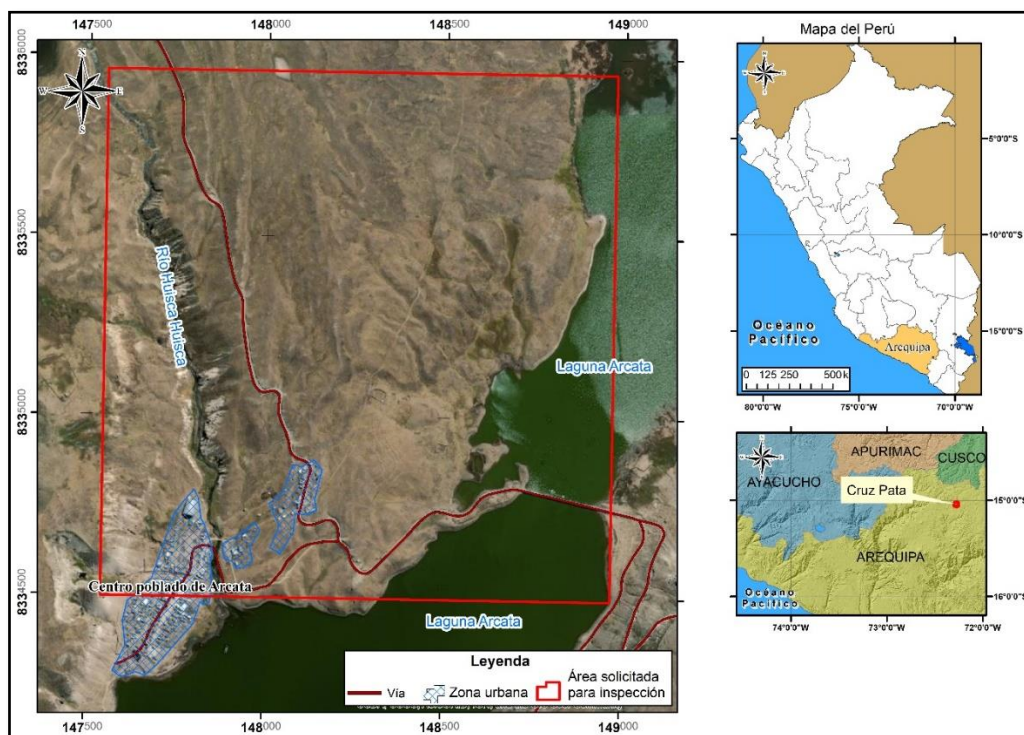 147500
148000
148500
149000
8336000
8335500
8335000
8334500
N
W
E
S
Río Huisca Huisca
Laguna Arcata
Centro poblado de Arcata
Laguna Arcata
Leyenda
Vía
Zona urbana
Área solicitada
para inspección
147500
148000
148500
149000
Mapa del Perú
N
W
E
S
5°0'0"S
10°0'0"S
15°0'0"S
Océano
Pacífico
Arequipa
0 125 250 500 k
80°0'0"W
75°0'0"W
70°0'0"W
N
W
E
S
APURIMAC
CUSCO
AYACUCHO
Cruz Pata
AREQUIPA
Océano
Pacífico
15°0'0"S
16°0'0"S
74°0'0"W
73°0'0"W
72°0'0"W